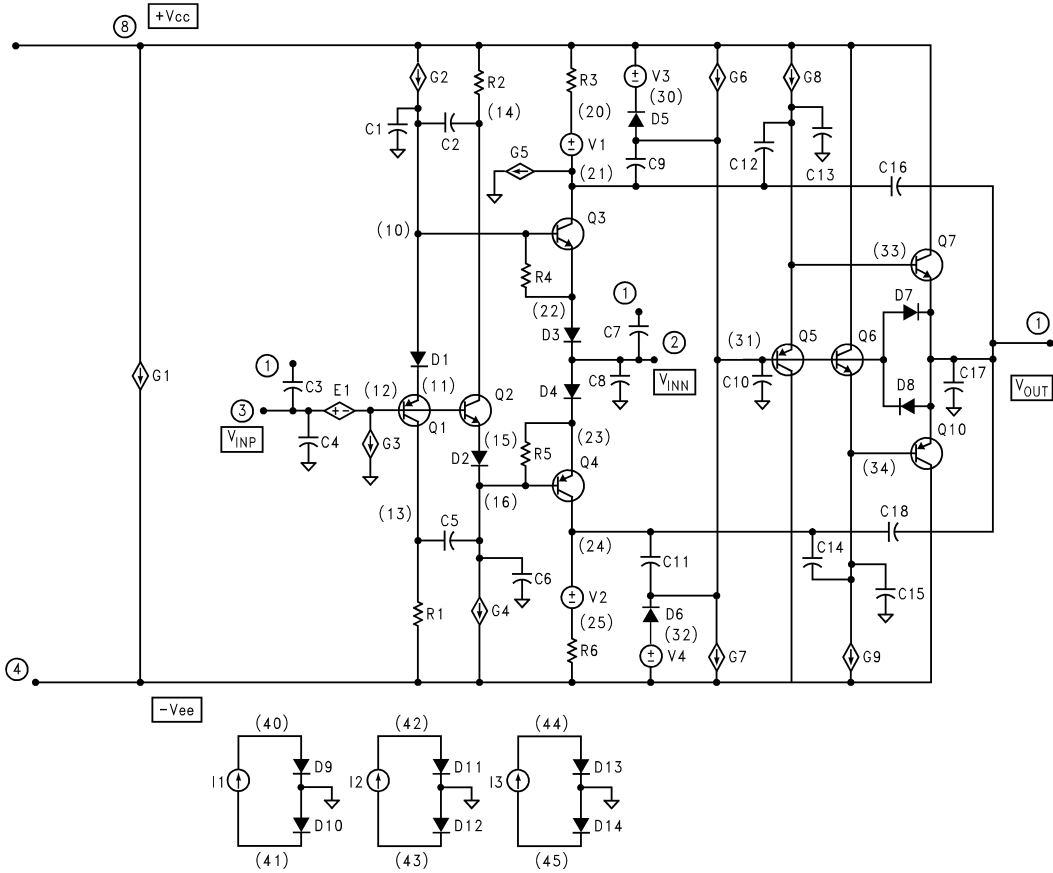 8 +Vcc
G2 R2 R3 V3 G6 G8
(14) (20) (30)
C1 C2 V1 D5
G5 (21) C9 C12 C13 C16
(10) Q3 (33) Q7
R4 (22) 1 D7
D3 C7 (31) Q5 Q6 1
G1 D1 2
1 C3 E1 (12) (11) Q2 D4 C8 VINN C10 D8 C17 VOUT
3 VINP C4 G3 Q1 (15) (23) Q10
D2 R5 Q4 (34)
(13) (16)
C5 (24) C18
C6 C11 C14
R1 G4 V2 D6 C15
(25) (32)
R6 V4 G7 G9
4
-Vee
(40) (42) (44)
I1 D9 I2 D11 I3 D13
D10 D12 D14
(41) (43) (45)